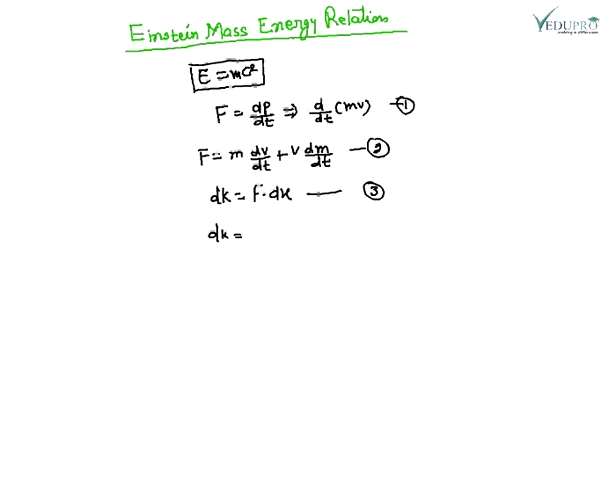 Einstein Mass Energy Relation
VEDUPRO
E = mc²
F = dp/dt ⇒ d/dt (mv) — 1
F = m dv/dt + v dm/dt — 2
dk = F·dx — 3
dk =